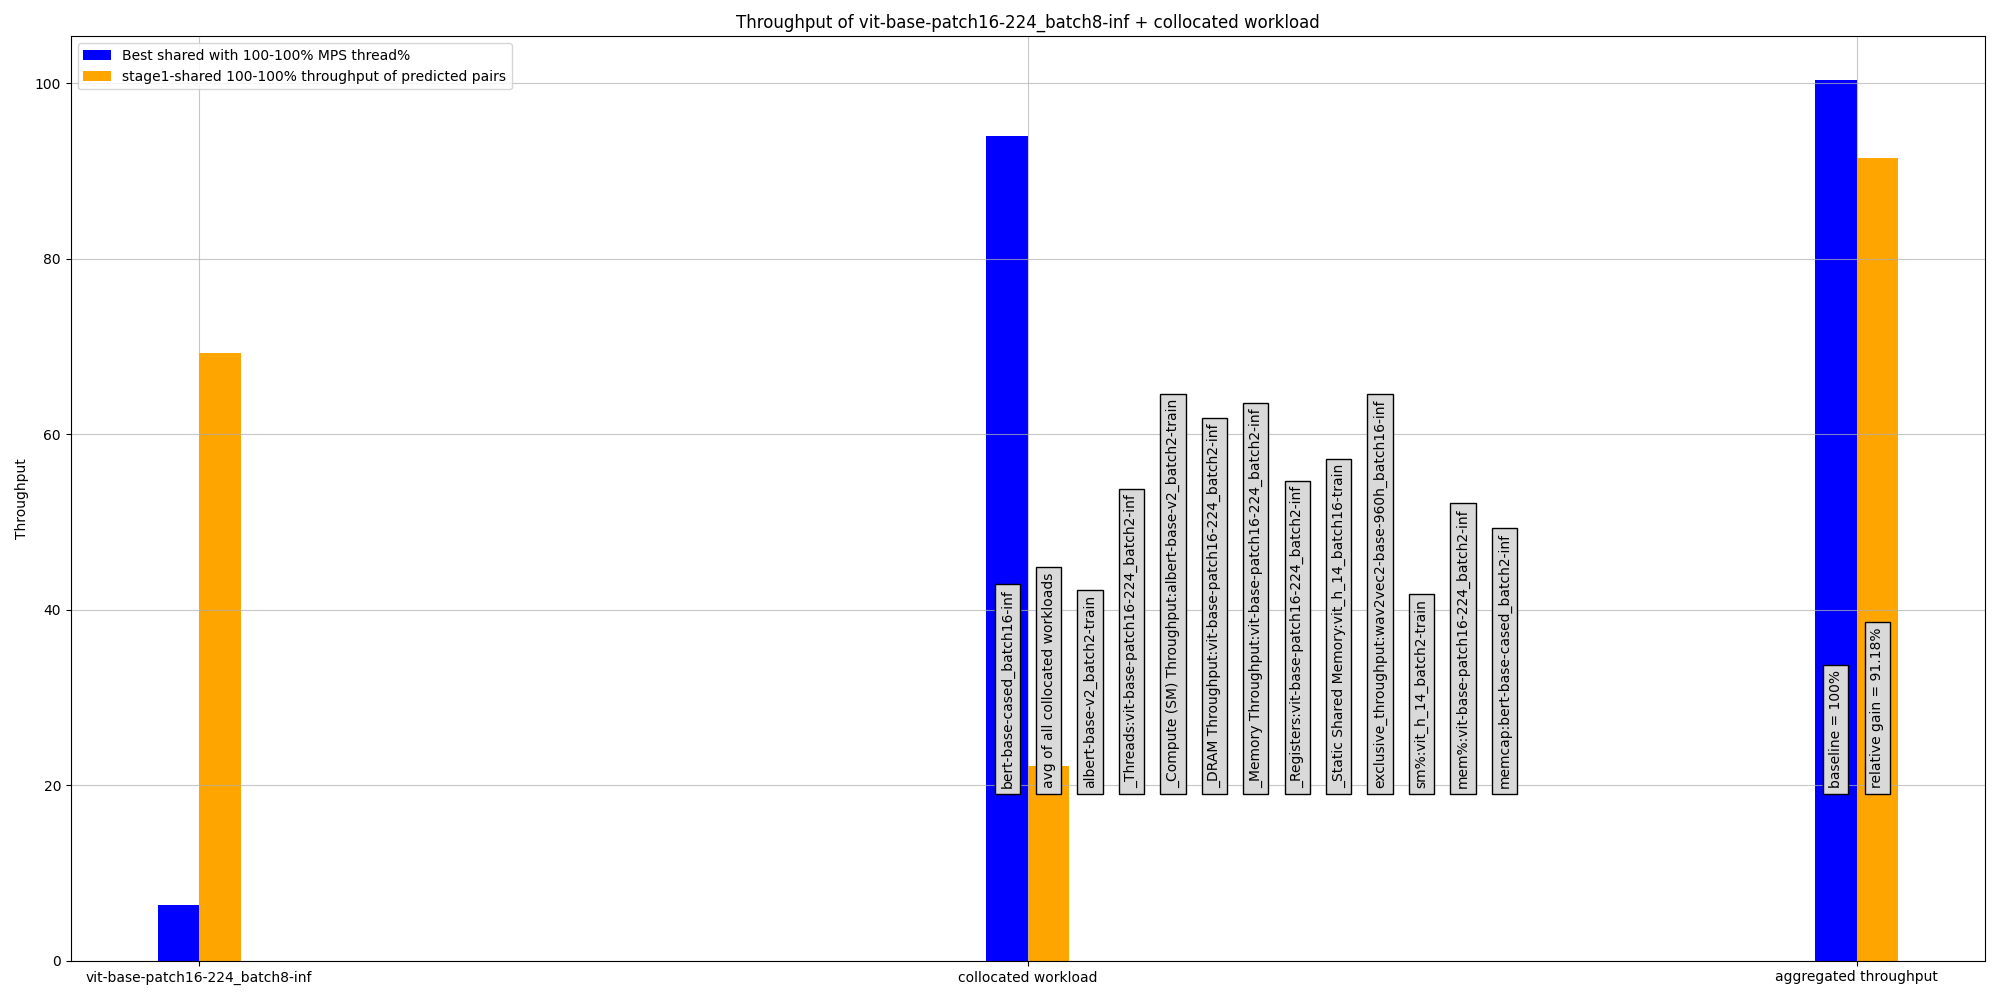 Throughput of vit-base-patch16-224_batch8-inf + collocated workload
Best shared with 100-100% MPS thread%
stage1-shared 100-100% throughput of predicted pairs
Throughput
100
80
60
40
20
0
bert-base-cased_batch16-inf
avg of all collocated workloads
albert-base-v2_batch2-train
_Threads:vit-base-patch16-224_batch2-inf
_Compute (SM) Throughput:albert-base-v2_batch2-train
_DRAM Throughput:vit-base-patch16-224_batch2-inf
_Memory Throughput:vit-base-patch16-224_batch2-inf
_Registers:vit-base-patch16-224_batch2-inf
_Static Shared Memory:vit_h_14_batch16-train
exclusive_throughput:wav2vec2-base-960h_batch16-inf
sm%:vit_h_14_batch2-train
mem%:vit-base-patch16-224_batch2-inf
memcap:bert-base-cased_batch2-inf
baseline = 100%
relative gain = 91.18%
vit-base-patch16-224_batch8-inf
collocated workload
aggregated throughput